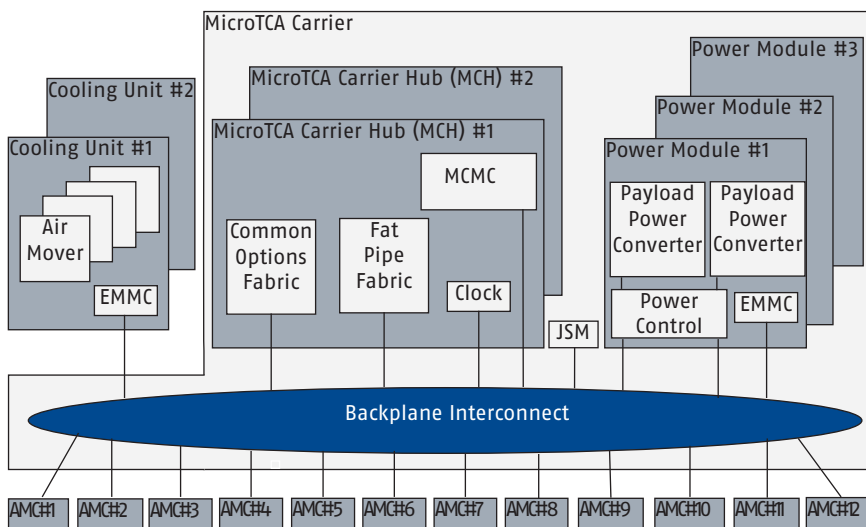 MicroTCA Carrier
Cooling Unit #2
Cooling Unit #1
Air
Mover
EMMC
MicroTCA Carrier Hub (MCH) #2
MicroTCA Carrier Hub (MCH) #1
MCMC
Common
Options
Fabric
Fat
Pipe
Fabric
Clock
JSM
Power Module #3
Power Module #2
Power Module #1
Payload
Power
Converter
Payload
Power
Converter
Power
Control
EMMC
Backplane Interconnect
AMC#1 AMC#2 AMC#3 AMC#4 AMC#5 AMC#6 AMC#7 AMC#8 AMC#9 AMC#10 AMC#11 AMC#12